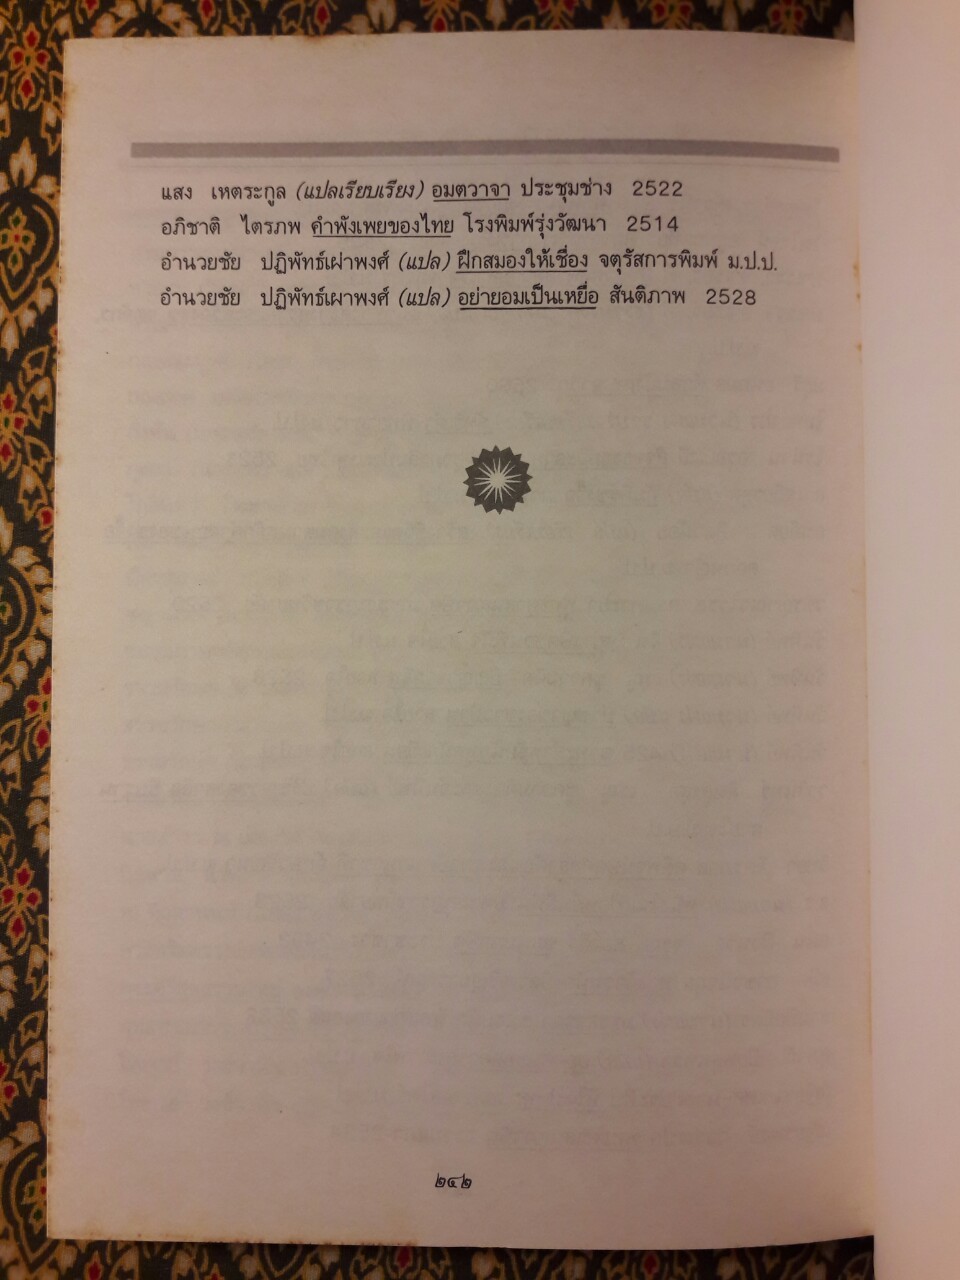 แสง เหตระกูล (แปลเรียบเรียง) อมตวาจา ประชุมช่าง 2522
อภิชาติ ไตรภพ คำพังเพยของไทย โรงพิมพ์รุ่งวัฒนา 2514
อำนวยชัย ปฏิพัทธ์เผ่าพงศ์ (แปล) ฝึกสมองให้เชื่อง จตุรัสการพิมพ์ ม.ป.ป.
อำนวยชัย ปฏิพัทธ์เผาพงศ์ (แปล) อย่ายอมเป็นเหยื่อ สันติภาพ 2528
๒๔๒